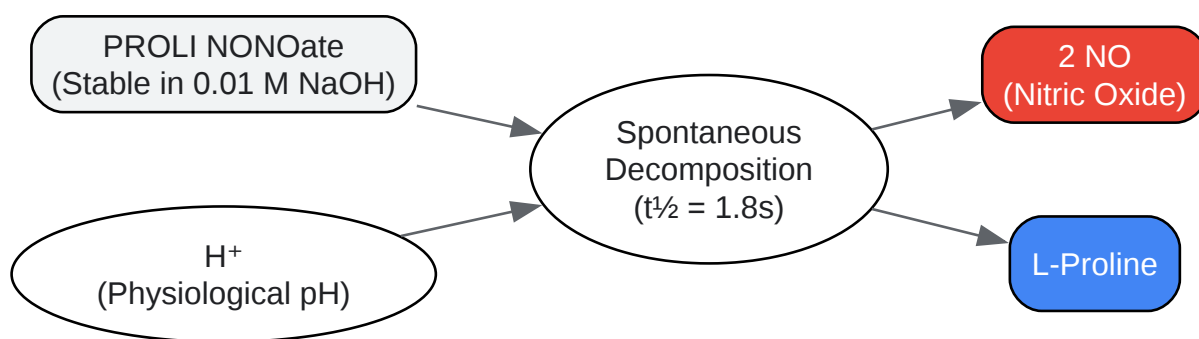 PROLI NONOate
(Stable in 0.01 M NaOH)
H⁺
(Physiological pH)
Spontaneous
Decomposition
(t½ = 1.8s)
2 NO
(Nitric Oxide)
L-Proline